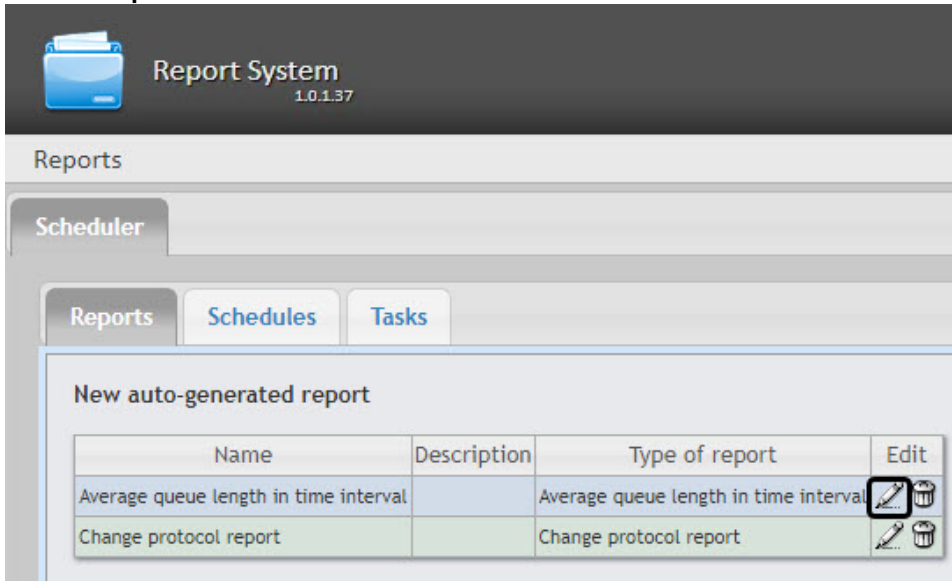 Report System
1.0.1.37
Reports
Scheduler
Reports Schedules Tasks
New auto-generated report
Name Description Type of report Edit
Average queue length in time interval Average queue length in time interval
Change protocol report Change protocol report